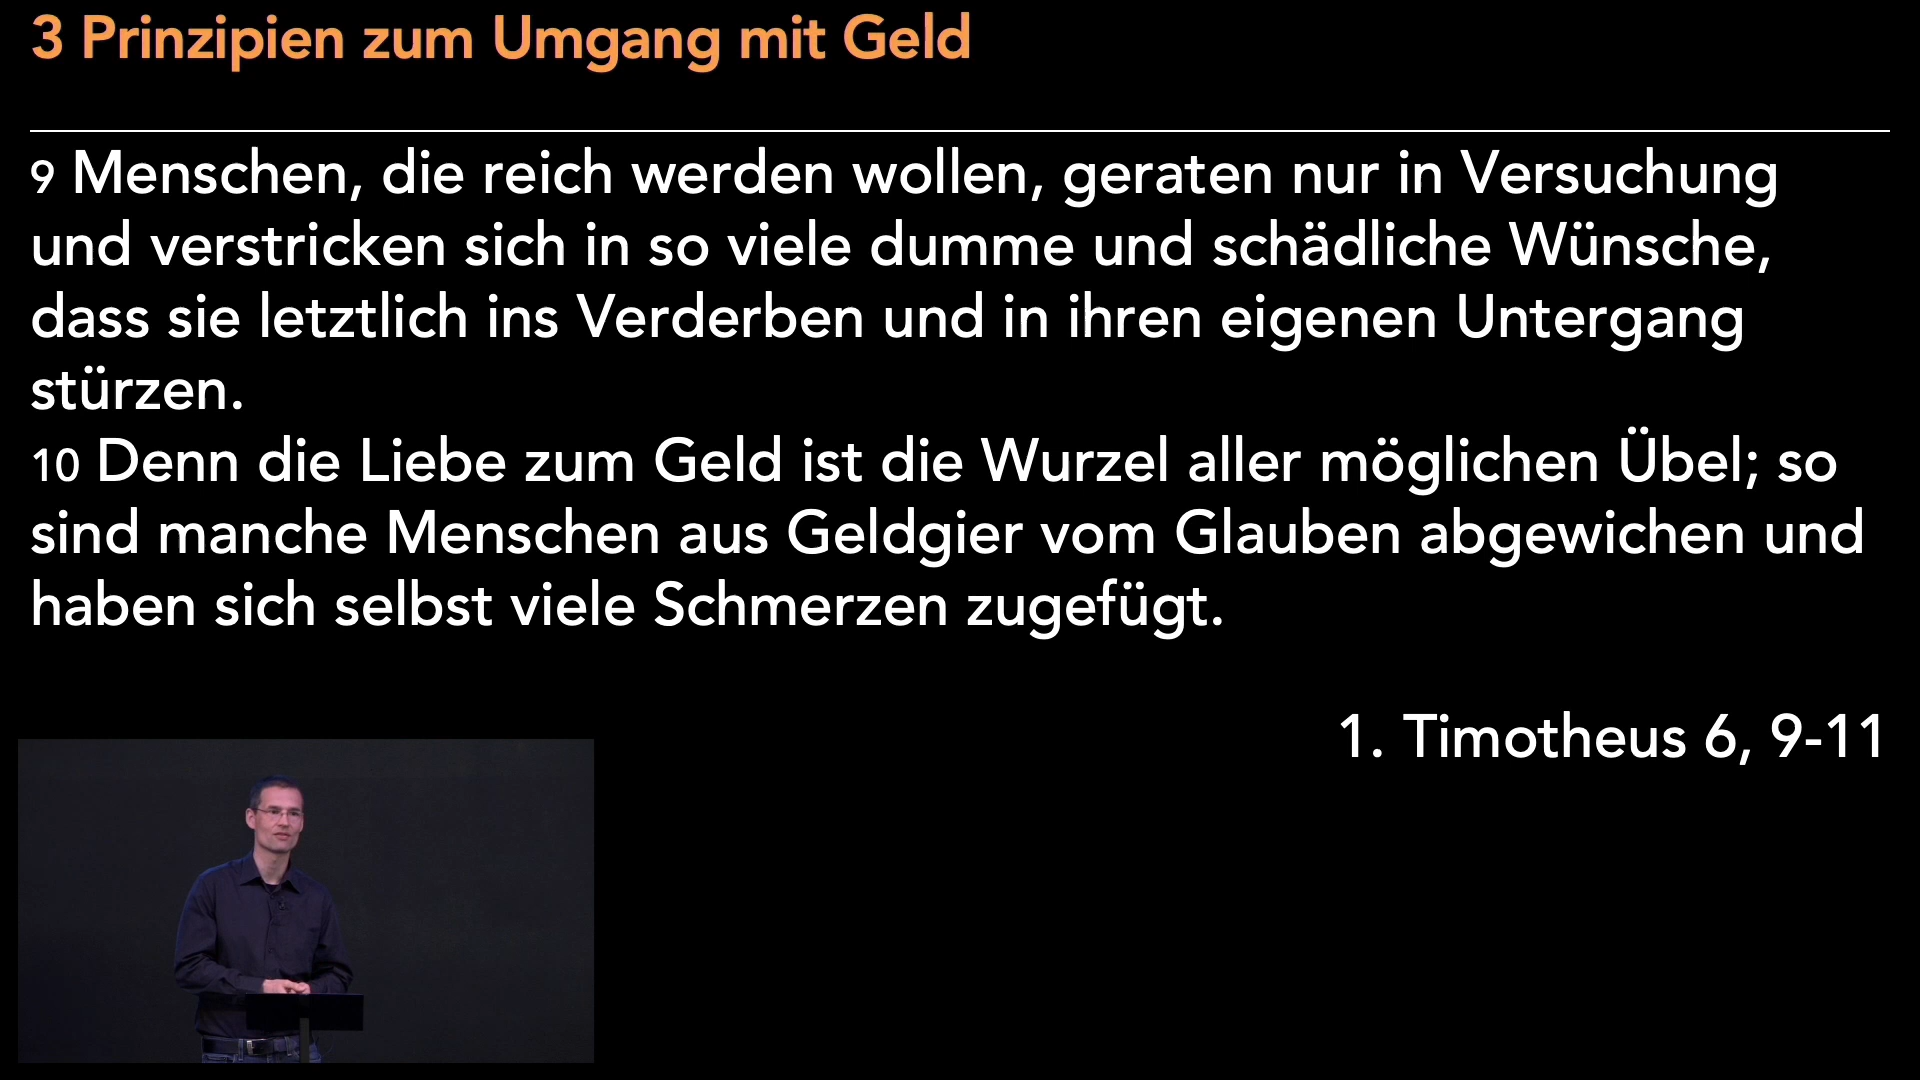 3 Prinzipien zum Umgang mit Geld
9 Menschen, die reich werden wollen, geraten nur in Versuchung
und verstricken sich in so viele dumme und schädliche Wünsche,
dass sie letztlich ins Verderben und in ihren eigenen Untergang
stürzen.
10 Denn die Liebe zum Geld ist die Wurzel aller möglichen Übel; so
sind manche Menschen aus Geldgier vom Glauben abgewichen und
haben sich selbst viele Schmerzen zugefügt.
1. Timotheus 6, 9-11